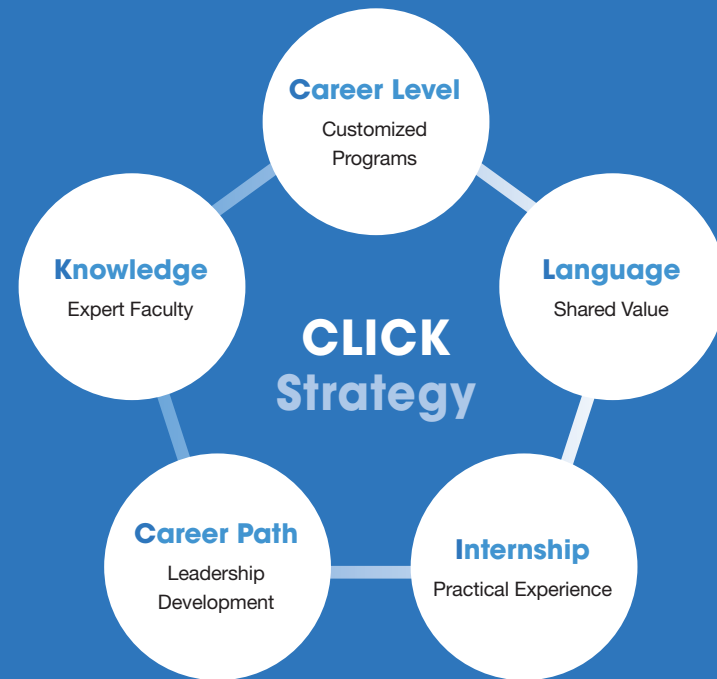 Career Level
Customized
Programs
Language
Shared Value
Internship
Practical Experience
Career Path
Leadership
Development
Knowledge
Expert Faculty
CLICK
Strategy